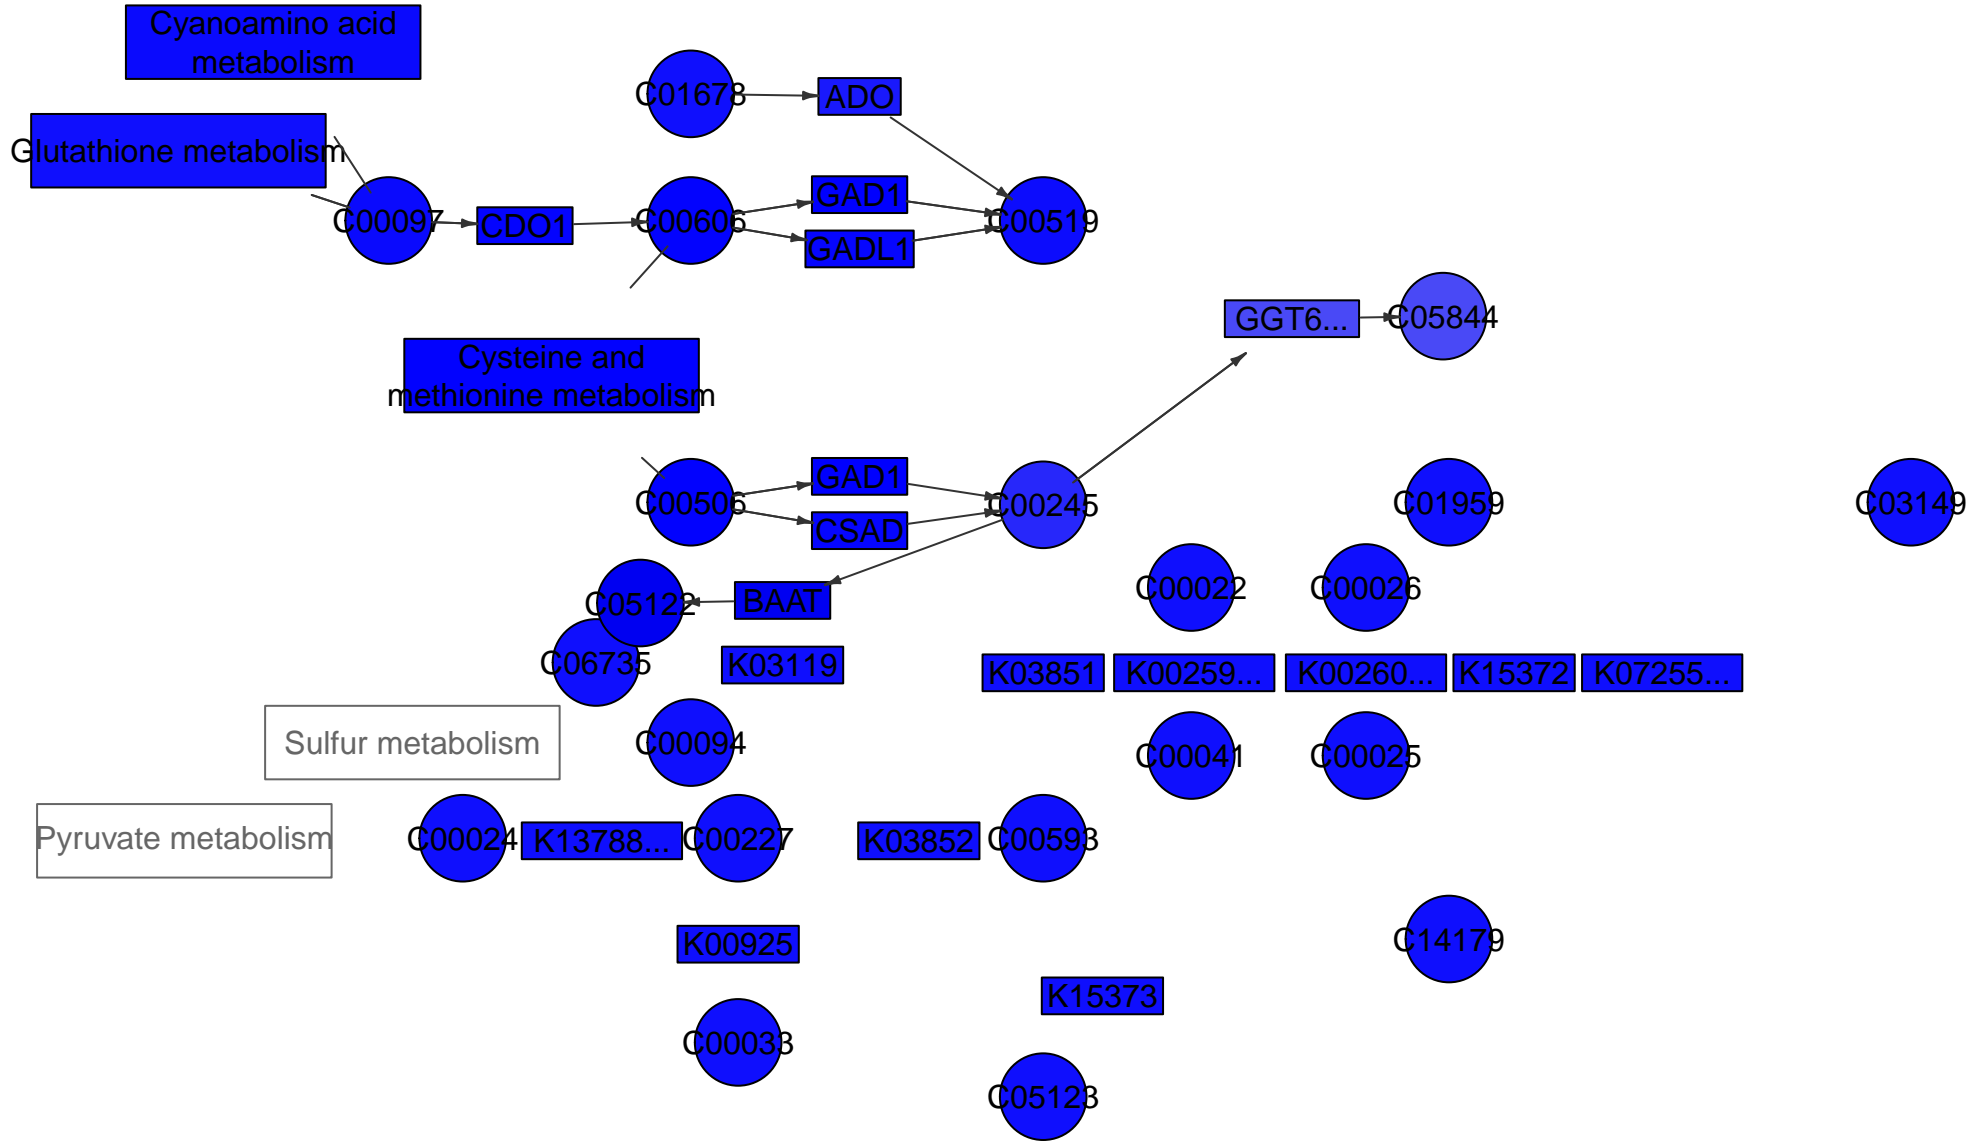 Cyanoamino acid
metabolism
C01678
ADO
Glutathione metabolism
C00097
CDO1
C00606
GAD1
GADL1
C00519
GGT6...
C05844
Cysteine and
methionine metabolism
C00506
GAD1
CSAD
C00245
C01959
C03149
C05122
BAAT
C00022
C00026
C06735
K03119
K03851
K00259...
K00260...
K15372
K07255...
Sulfur metabolism
C00094
C00041
C00025
Pyruvate metabolism
C00024
K13788...
C00227
K03852
C00593
K00925
C14179
K15373
C00033
C05123